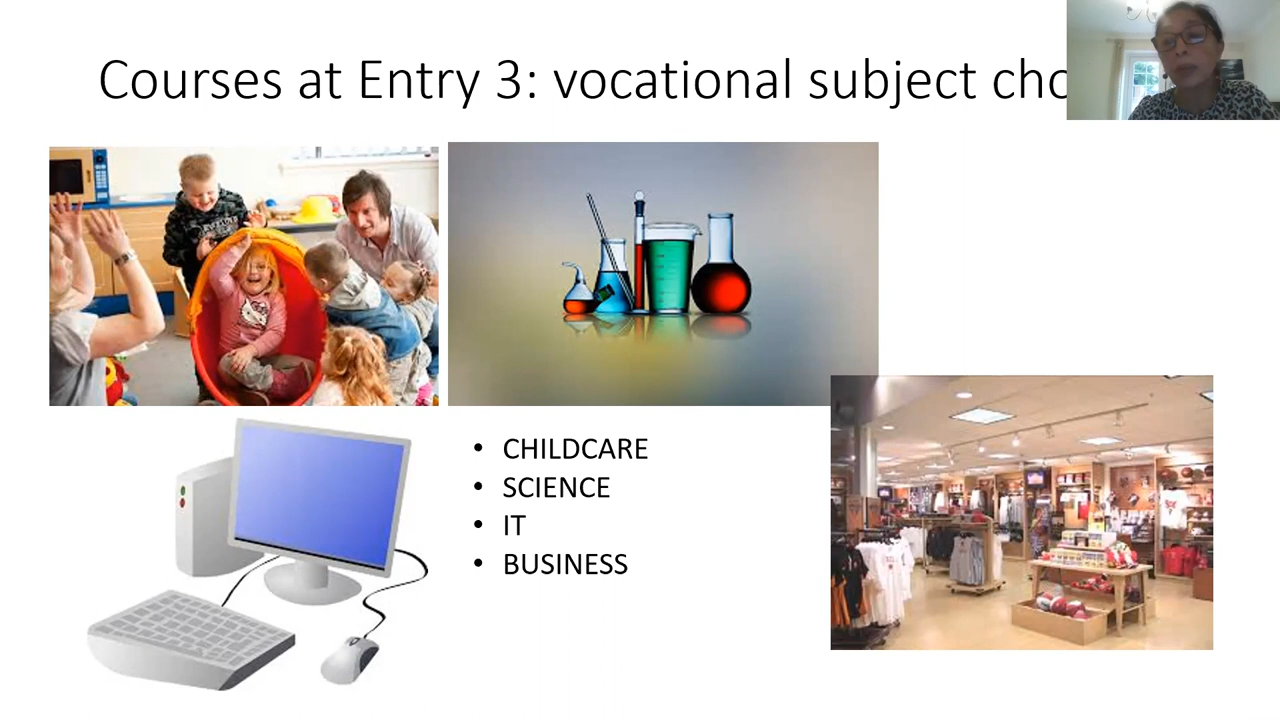 Courses at Entry 3: vocational subject cho
• CHILDCARE
• SCIENCE
• IT
• BUSINESS